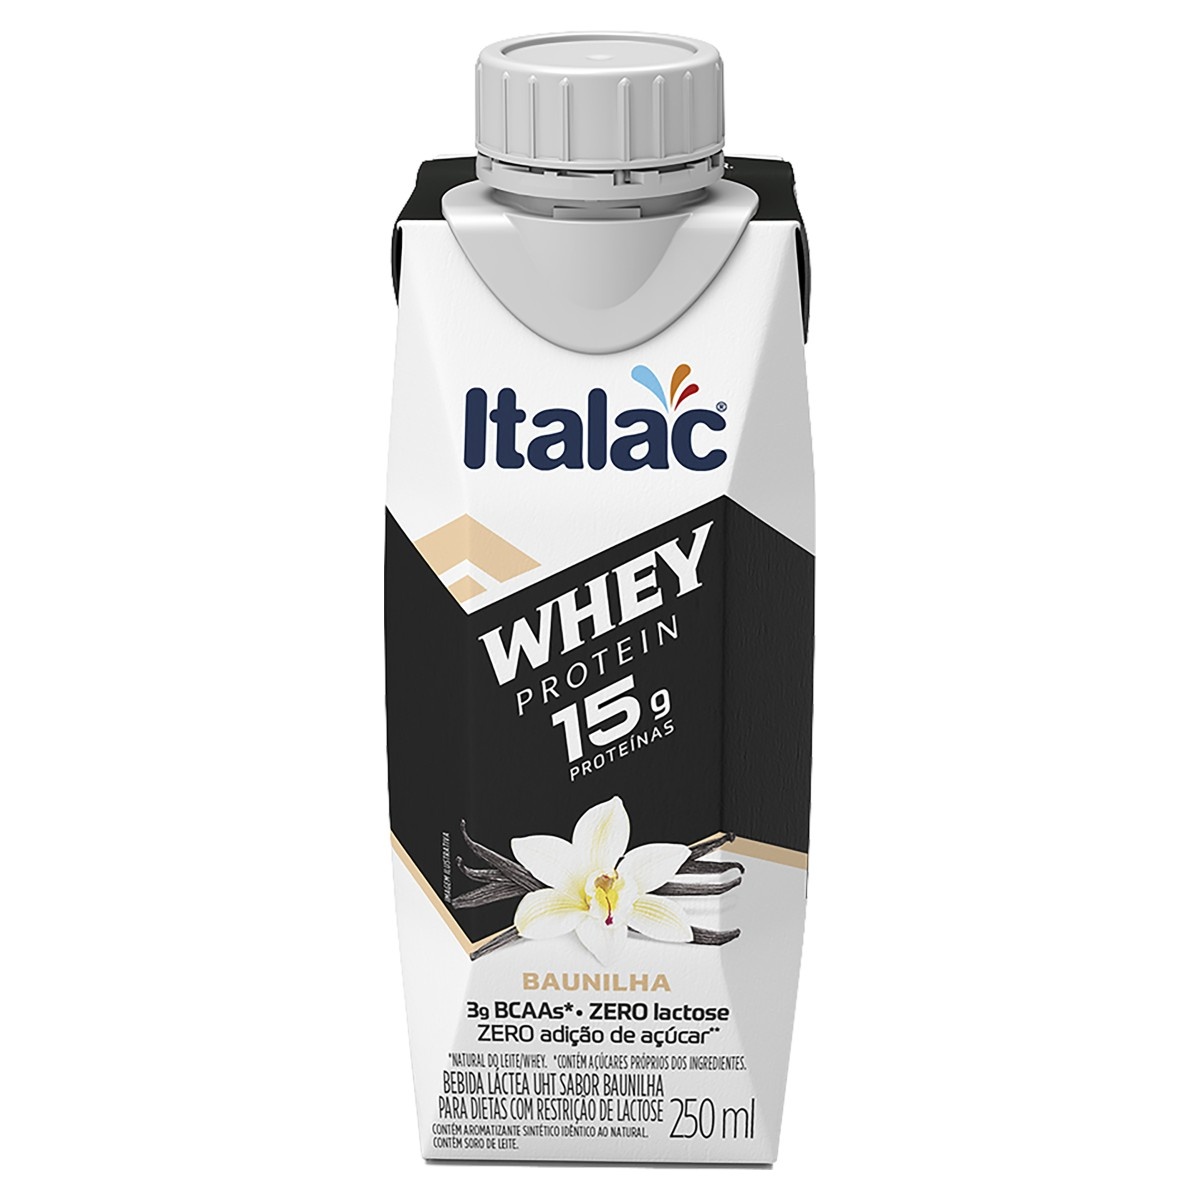 Italac®
WHEY
PROTEIN
15g
PROTEÍNAS
IMAGEM ILUSTRATIVA
BAUNILHA
3g BCAAs* • ZERO lactose
ZERO adição de açúcar**
*NATURAL DO LEITE/WHEY. *CONTÉM AÇÚCARES PRÓPRIOS DOS INGREDIENTES.
BEBIDA LÁCTEA UHT SABOR BAUNILHA
PARA DIETAS COM RESTRIÇÃO DE LACTOSE 250 ml
CONTÉM AROMATIZANTE SINTÉTICO IDÊNTICO AO NATURAL.
CONTÉM SORO DE LEITE.